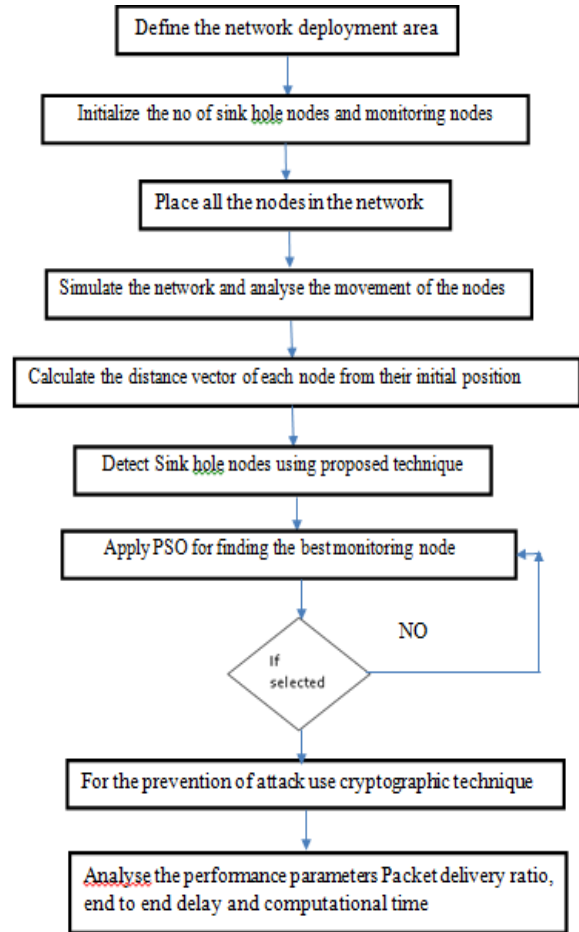 Define the network deployment area
Initialize the no of sink hole nodes and monitoring nodes
Place all the nodes in the network
Simulate the network and analyse the movement of the nodes
Calculate the distance vector of each node from their initial position
Detect Sink hole nodes using proposed technique
Apply PSO for finding the best monitoring node
NO
If
selected
For the prevention of attack use cryptographic technique
Analyse the performance parameters Packet delivery ratio,
end to end delay and computational time